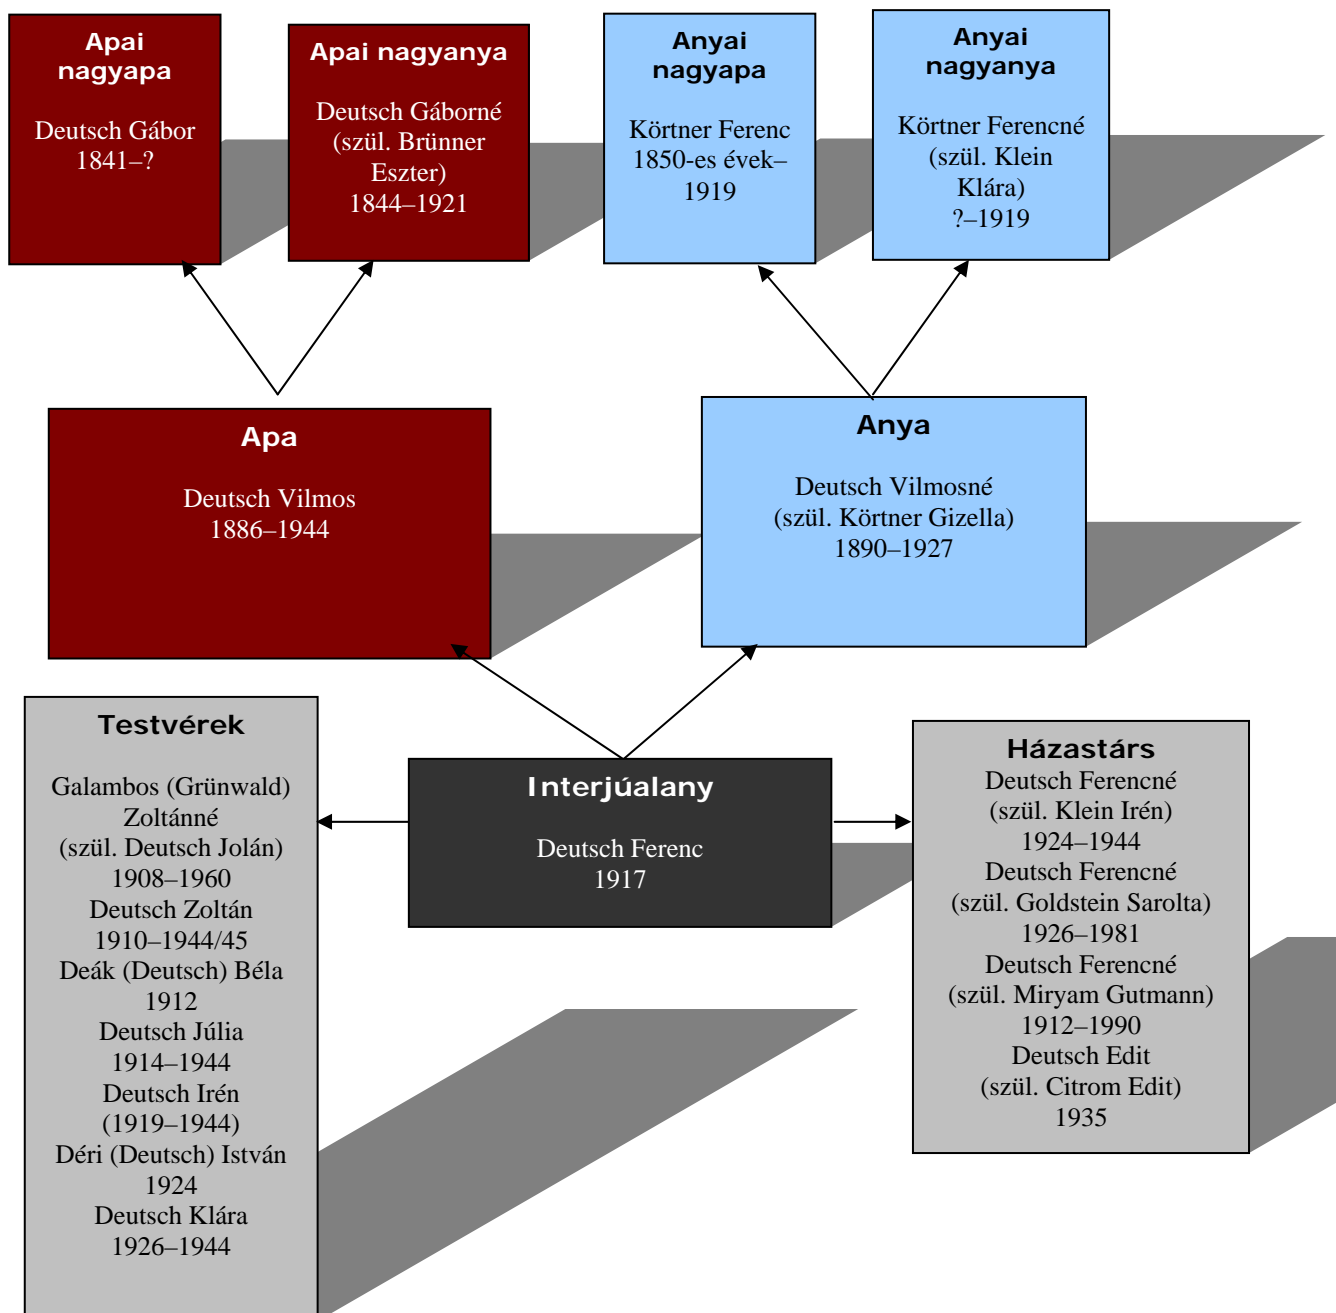 Apai
nagyapa
Deutsch Gábor
1841–?
Apai nagyanya
Deutsch Gáborné
(szül. Brünner
Eszter)
1844–1921
Anyai
nagyapa
Körtner Ferenc
1850-es évek–
1919
Anyai
nagyanya
Körtner Ferencné
(szül. Klein
Klára)
?–1919
Apa
Deutsch Vilmos
1886–1944
Anya
Deutsch Vilmosné
(szül. Körtner Gizella)
1890–1927
Testvérek
Galambos (Grünwald)
Zoltánné
(szül. Deutsch Jolán)
1908–1960
Deutsch Zoltán
1910–1944/45
Deák (Deutsch) Béla
1912
Deutsch Júlia
1914–1944
Deutsch Irén
(1919–1944)
Déri (Deutsch) István
1924
Deutsch Klára
1926–1944
Interjúalany
Deutsch Ferenc
1917
Házastárs
Deutsch Ferencné
(szül. Klein Irén)
1924–1944
Deutsch Ferencné
(szül. Goldstein Sarolta)
1926–1981
Deutsch Ferencné
(szül. Miryam Gutmann)
1912–1990
Deutsch Edit
(szül. Citrom Edit)
1935